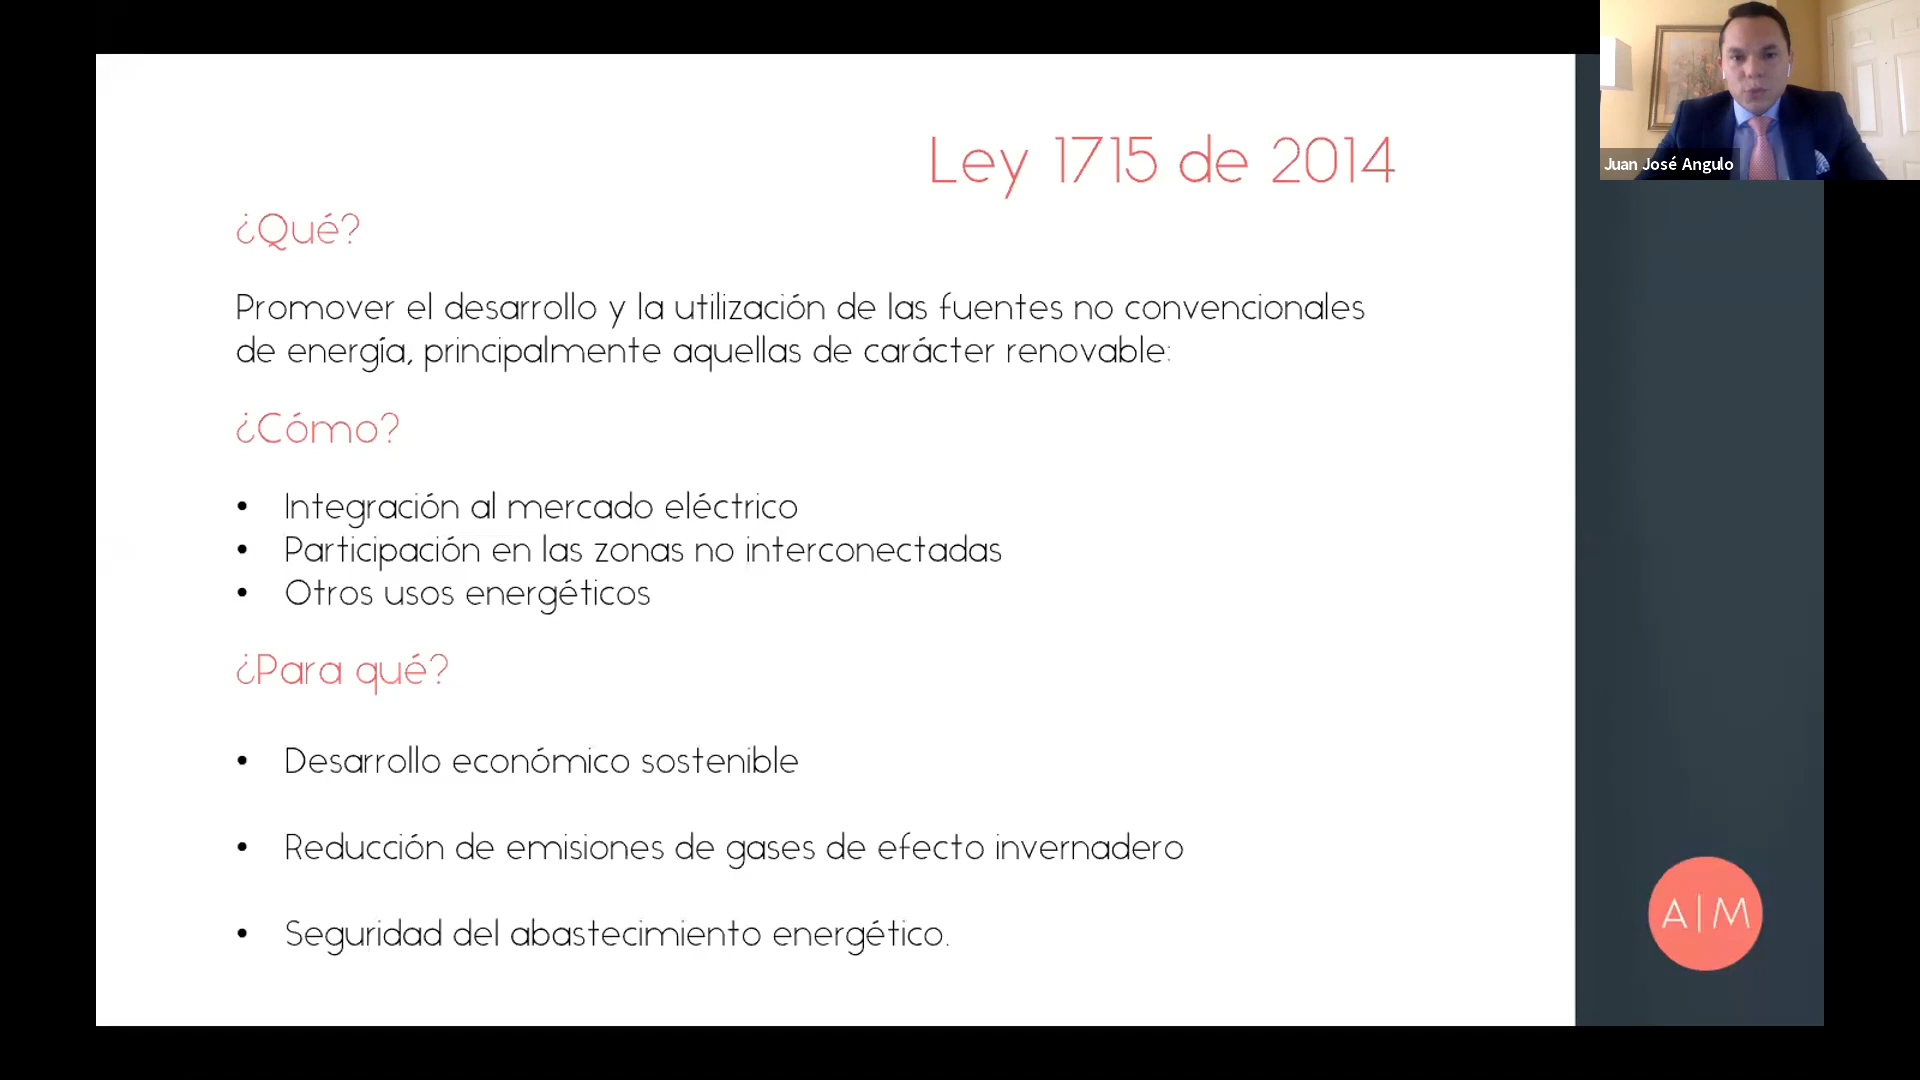 Juan José Angulo
Ley 1715 de 2014
¿Qué?
Promover el desarrollo y la utilización de las fuentes no convencionales
de energía, principalmente aquellas de carácter renovable:
¿Cómo?
• Integración al mercado eléctrico
• Participación en las zonas no interconectadas
• Otros usos energéticos
¿Para qué?
• Desarrollo económico sostenible
• Reducción de emisiones de gases de efecto invernadero
• Seguridad del abastecimiento energético.
A|M